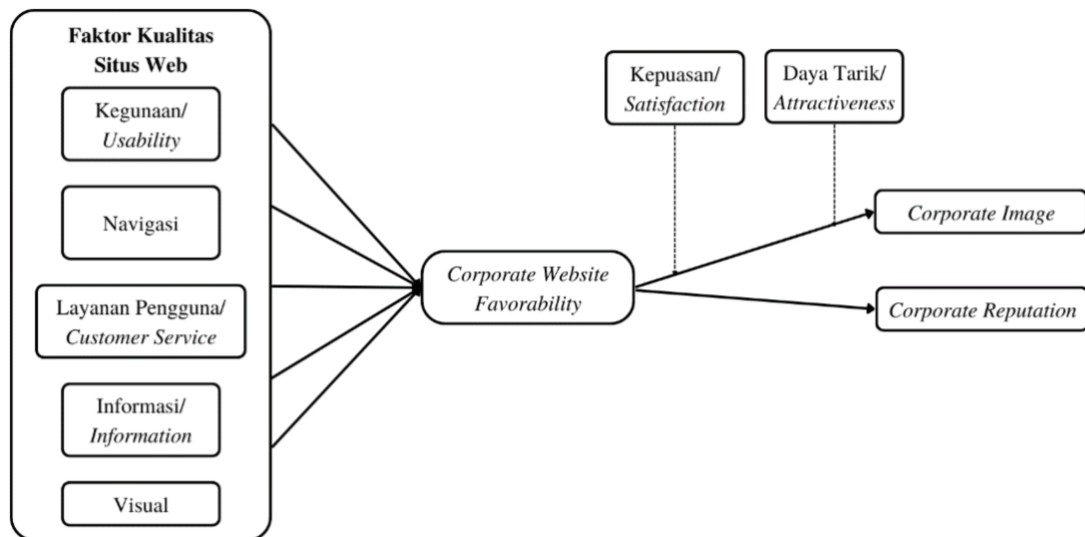 Faktor Kualitas
Situs Web
Kegunaan/
Usability
Navigasi
Layanan Pengguna/
Customer Service
Informasi/
Information
Visual
Corporate Website
Favorability
Kepuasan/
Satisfaction
Daya Tarik/
Attractiveness
Corporate Image
Corporate Reputation